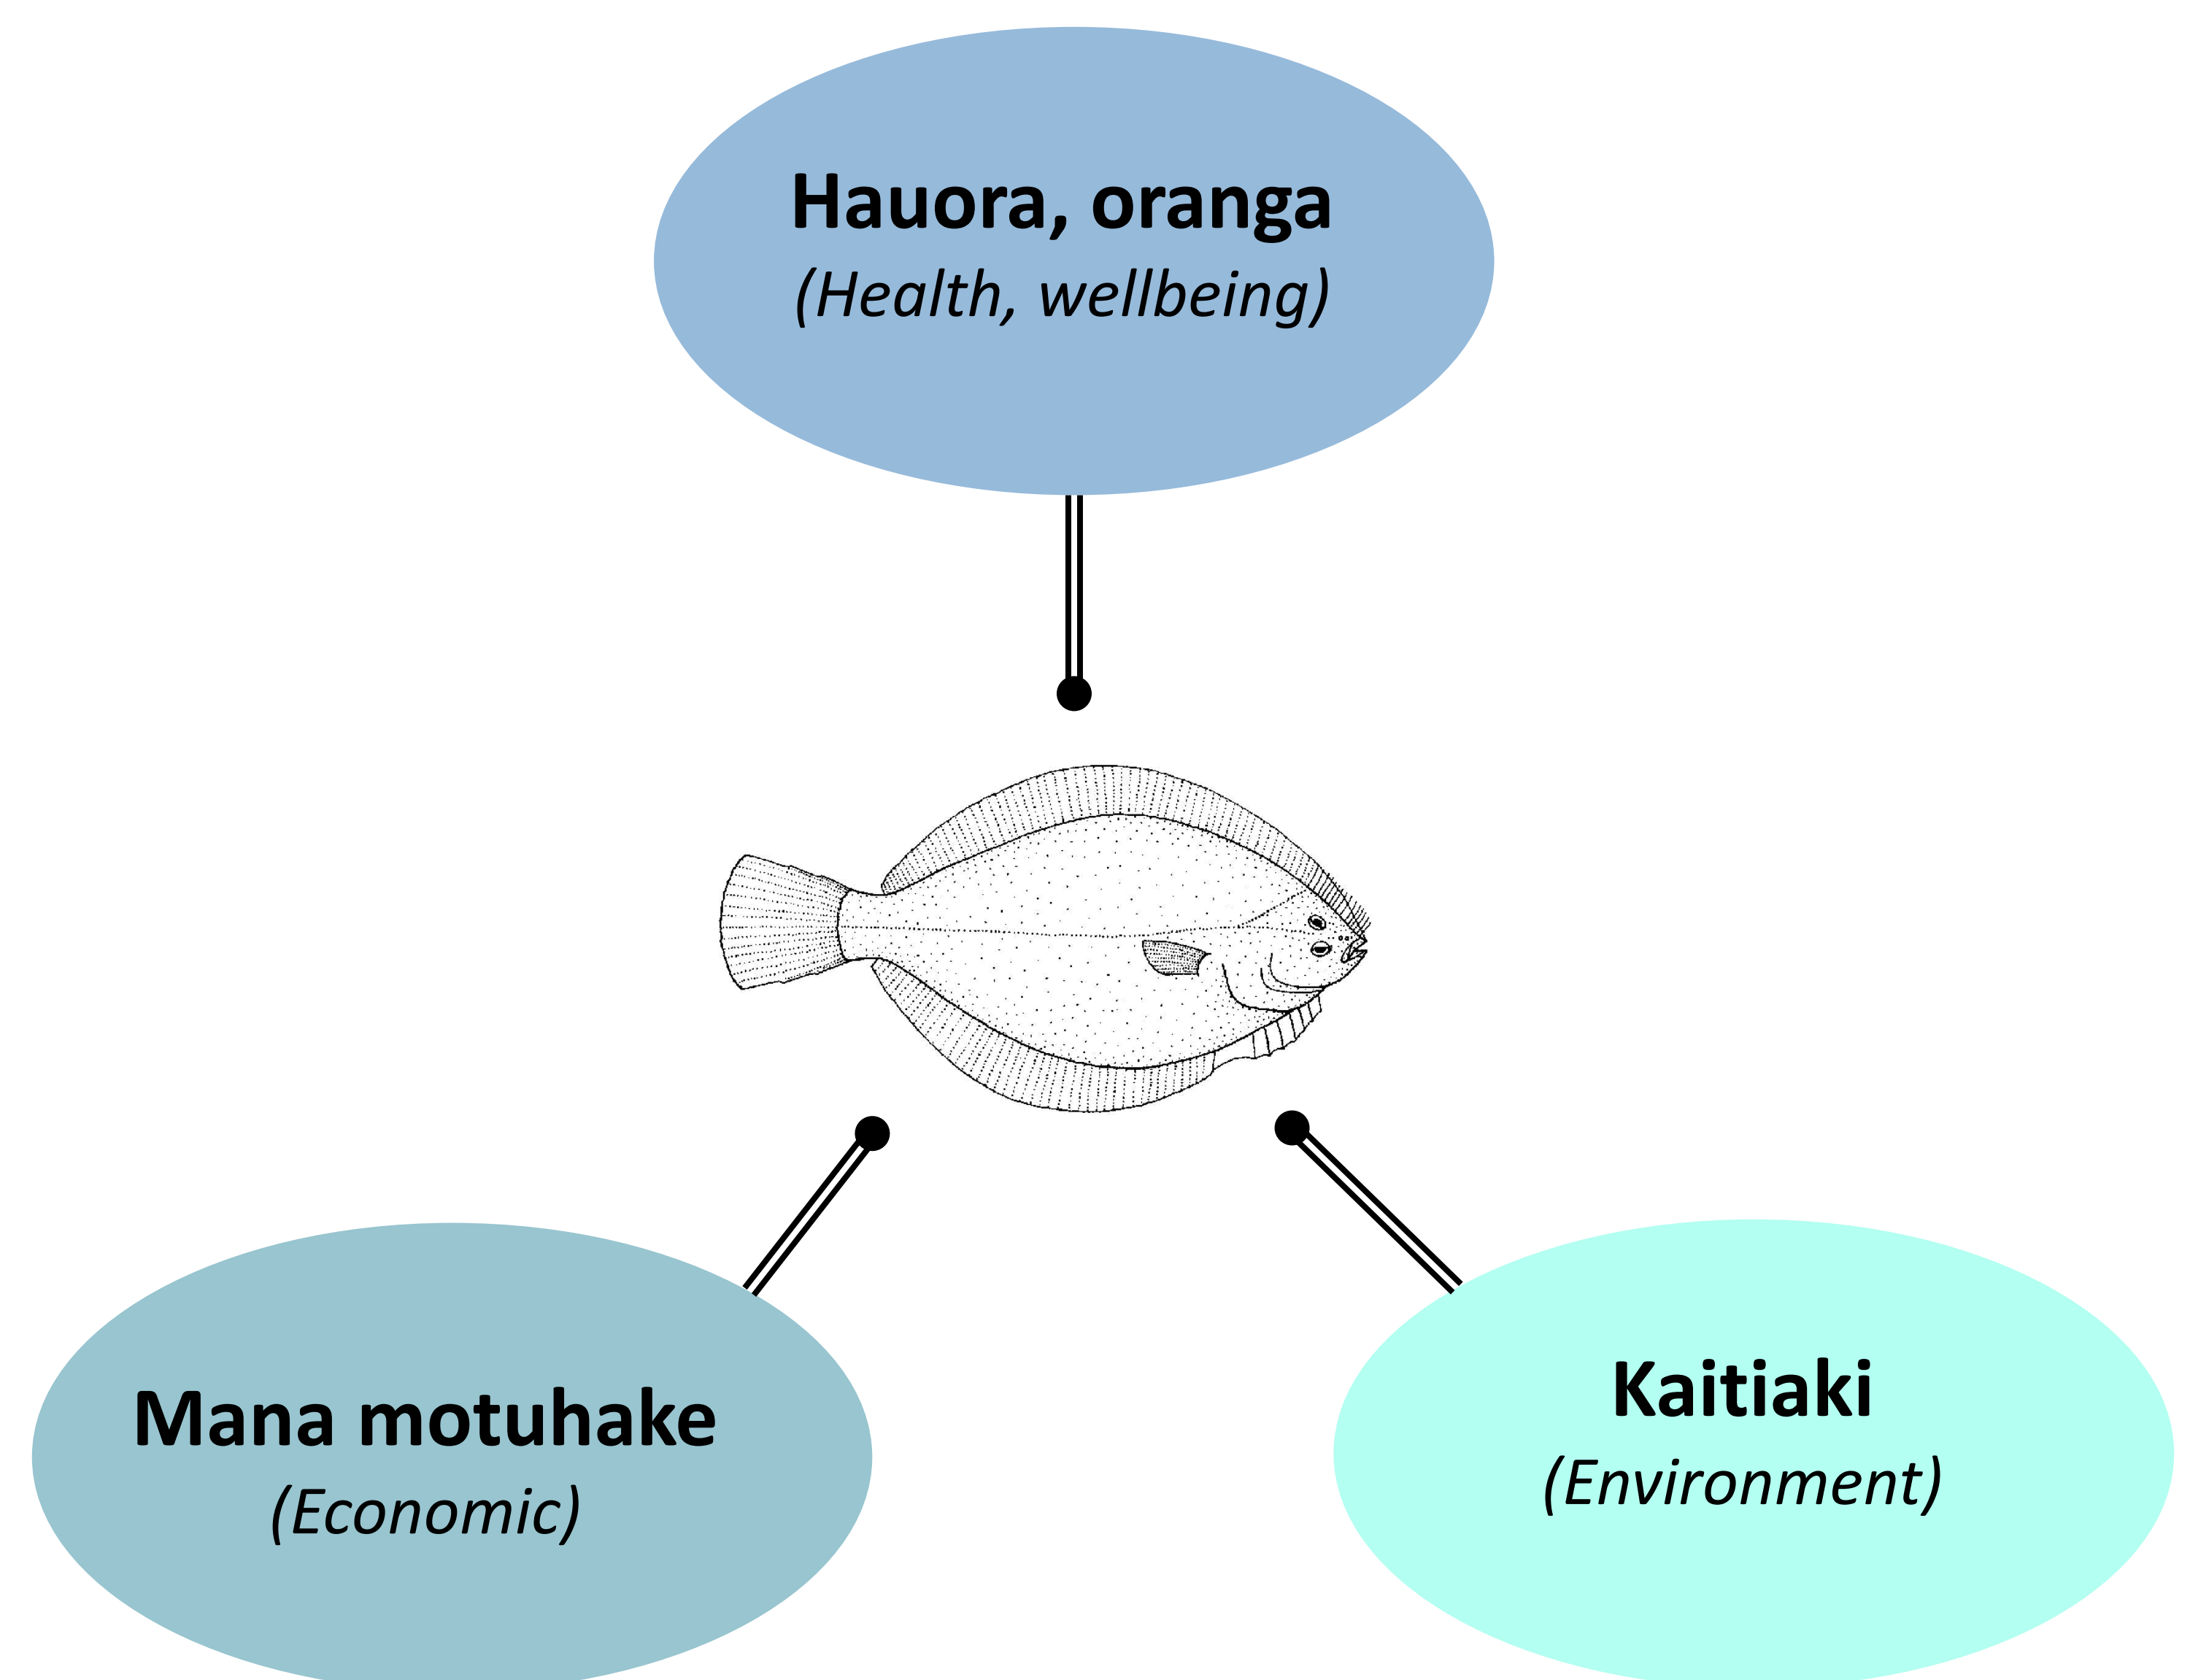 Hauora, oranga
(Health, wellbeing)
Mana motuhake
(Economic)
Kaitiaki
(Environment)